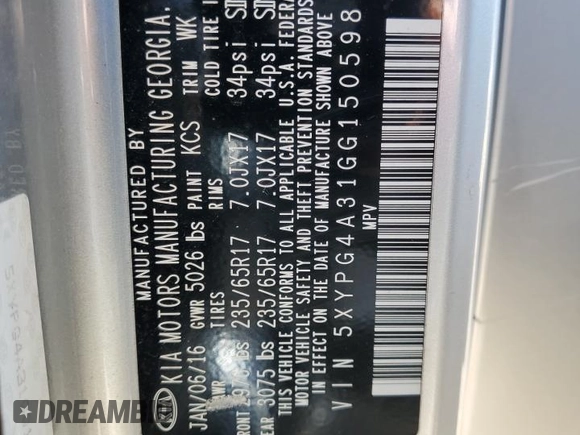 MANUFACTURED BY
KIA KIA MOTORS MANUFACTURING GEORGIA,
JAN/06/16 GVWR 5026 lbs PAINT KCS TRIM WK
TIRES RIMS COLD TIRE
lbs 235/65R17 7.0JX17 34psi
3075 lbs 235/65R17 7.0JX17 34psi
THIS VEHICLE CONFORMS TO ALL APPLICABLE U.S.A. FEDERAL
MOTOR VEHICLE SAFETY AND THEFT PREVENTION STANDARDS
IN EFFECT ON THE DATE OF MANUFACTURE SHOWN ABOVE
VIN 5XYPG4A31GG150598
MPV